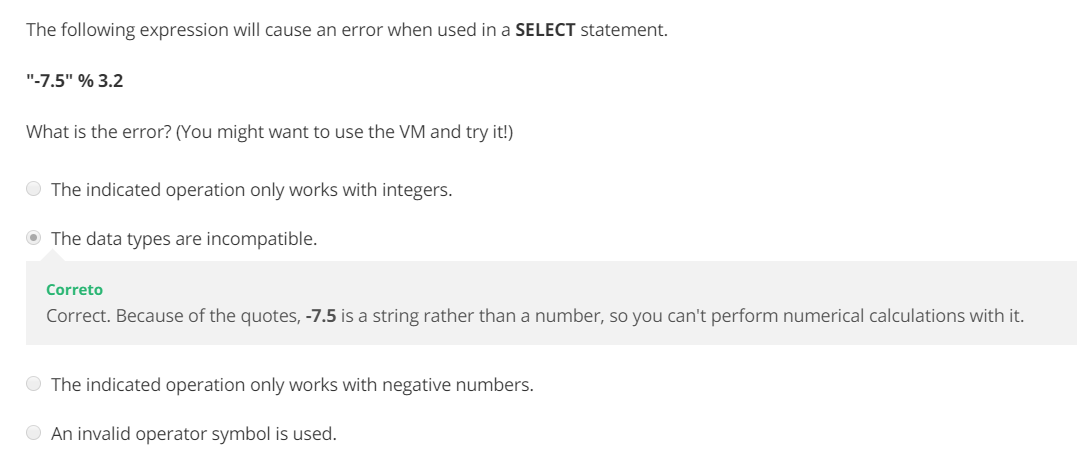 The following expression will cause an error when used in a SELECT statement.
"-7.5" % 3.2
What is the error? (You might want to use the VM and try it!)
The indicated operation only works with integers.
The data types are incompatible.
Correto
Correct. Because of the quotes, -7.5 is a string rather than a number, so you can't perform numerical calculations with it.
The indicated operation only works with negative numbers.
An invalid operator symbol is used.